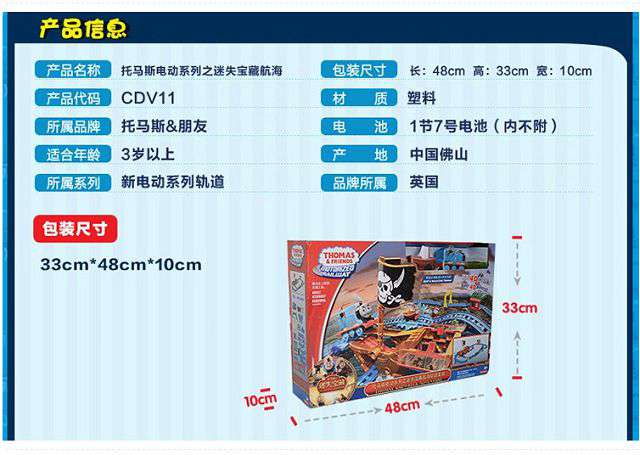 产品信息
产品名称 托马斯电动系列之迷失宝藏航海 包装尺寸 长：48cm 高：33cm 宽：10cm
产品代码 CDV11 材 质 塑料
所属品牌 托马斯&朋友 电 池 1节7号电池（内不附）
适合年龄 3岁以上 产 地 中国佛山
所属系列 新电动系列轨道 品牌所属 英国
包装尺寸
33cm*48cm*10cm
THOMAS
& FRIENDS
MOTORIZED
RAILWAY
33cm
10cm
48cm